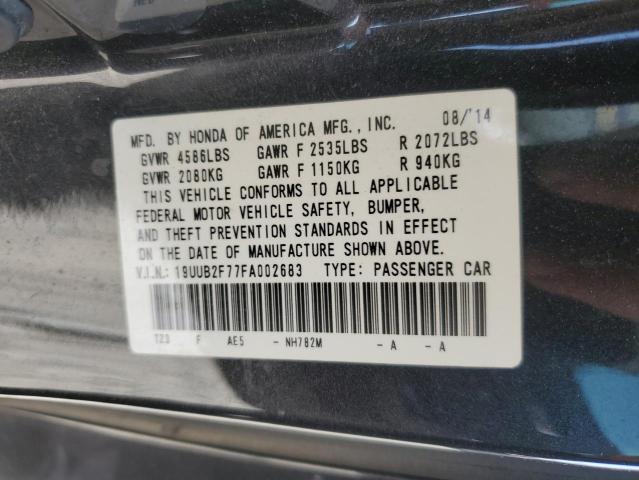 MFD. BY HONDA OF AMERICA MFG., INC. 08/'14
GVWR 4586LBS GAWR F 2535LBS R 2072LBS
GVWR 2080KG GAWR F 1150KG R 940KG
THIS VEHICLE CONFORMS TO ALL APPLICABLE
FEDERAL MOTOR VEHICLE SAFETY, BUMPER,
AND THEFT PREVENTION STANDARDS IN EFFECT
ON THE DATE OF MANUFACTURE SHOWN ABOVE.
V.I.N.: 19UUB2F77FA002683 TYPE: PASSENGER CAR
TZ3 F AE5 - NH782M - A - A